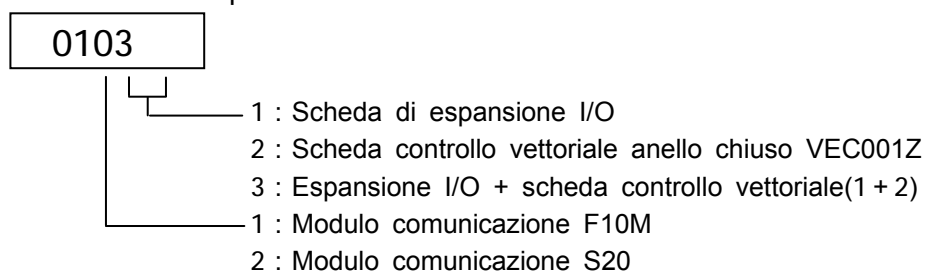 0103
1 : Scheda di espansione I/O
2 : Scheda controllo vettoriale anello chiuso VEC001Z
3 : Espansione I/O + scheda controllo vettoriale(1 + 2)
1 : Modulo comunicazione F10M
2 : Modulo comunicazione S20